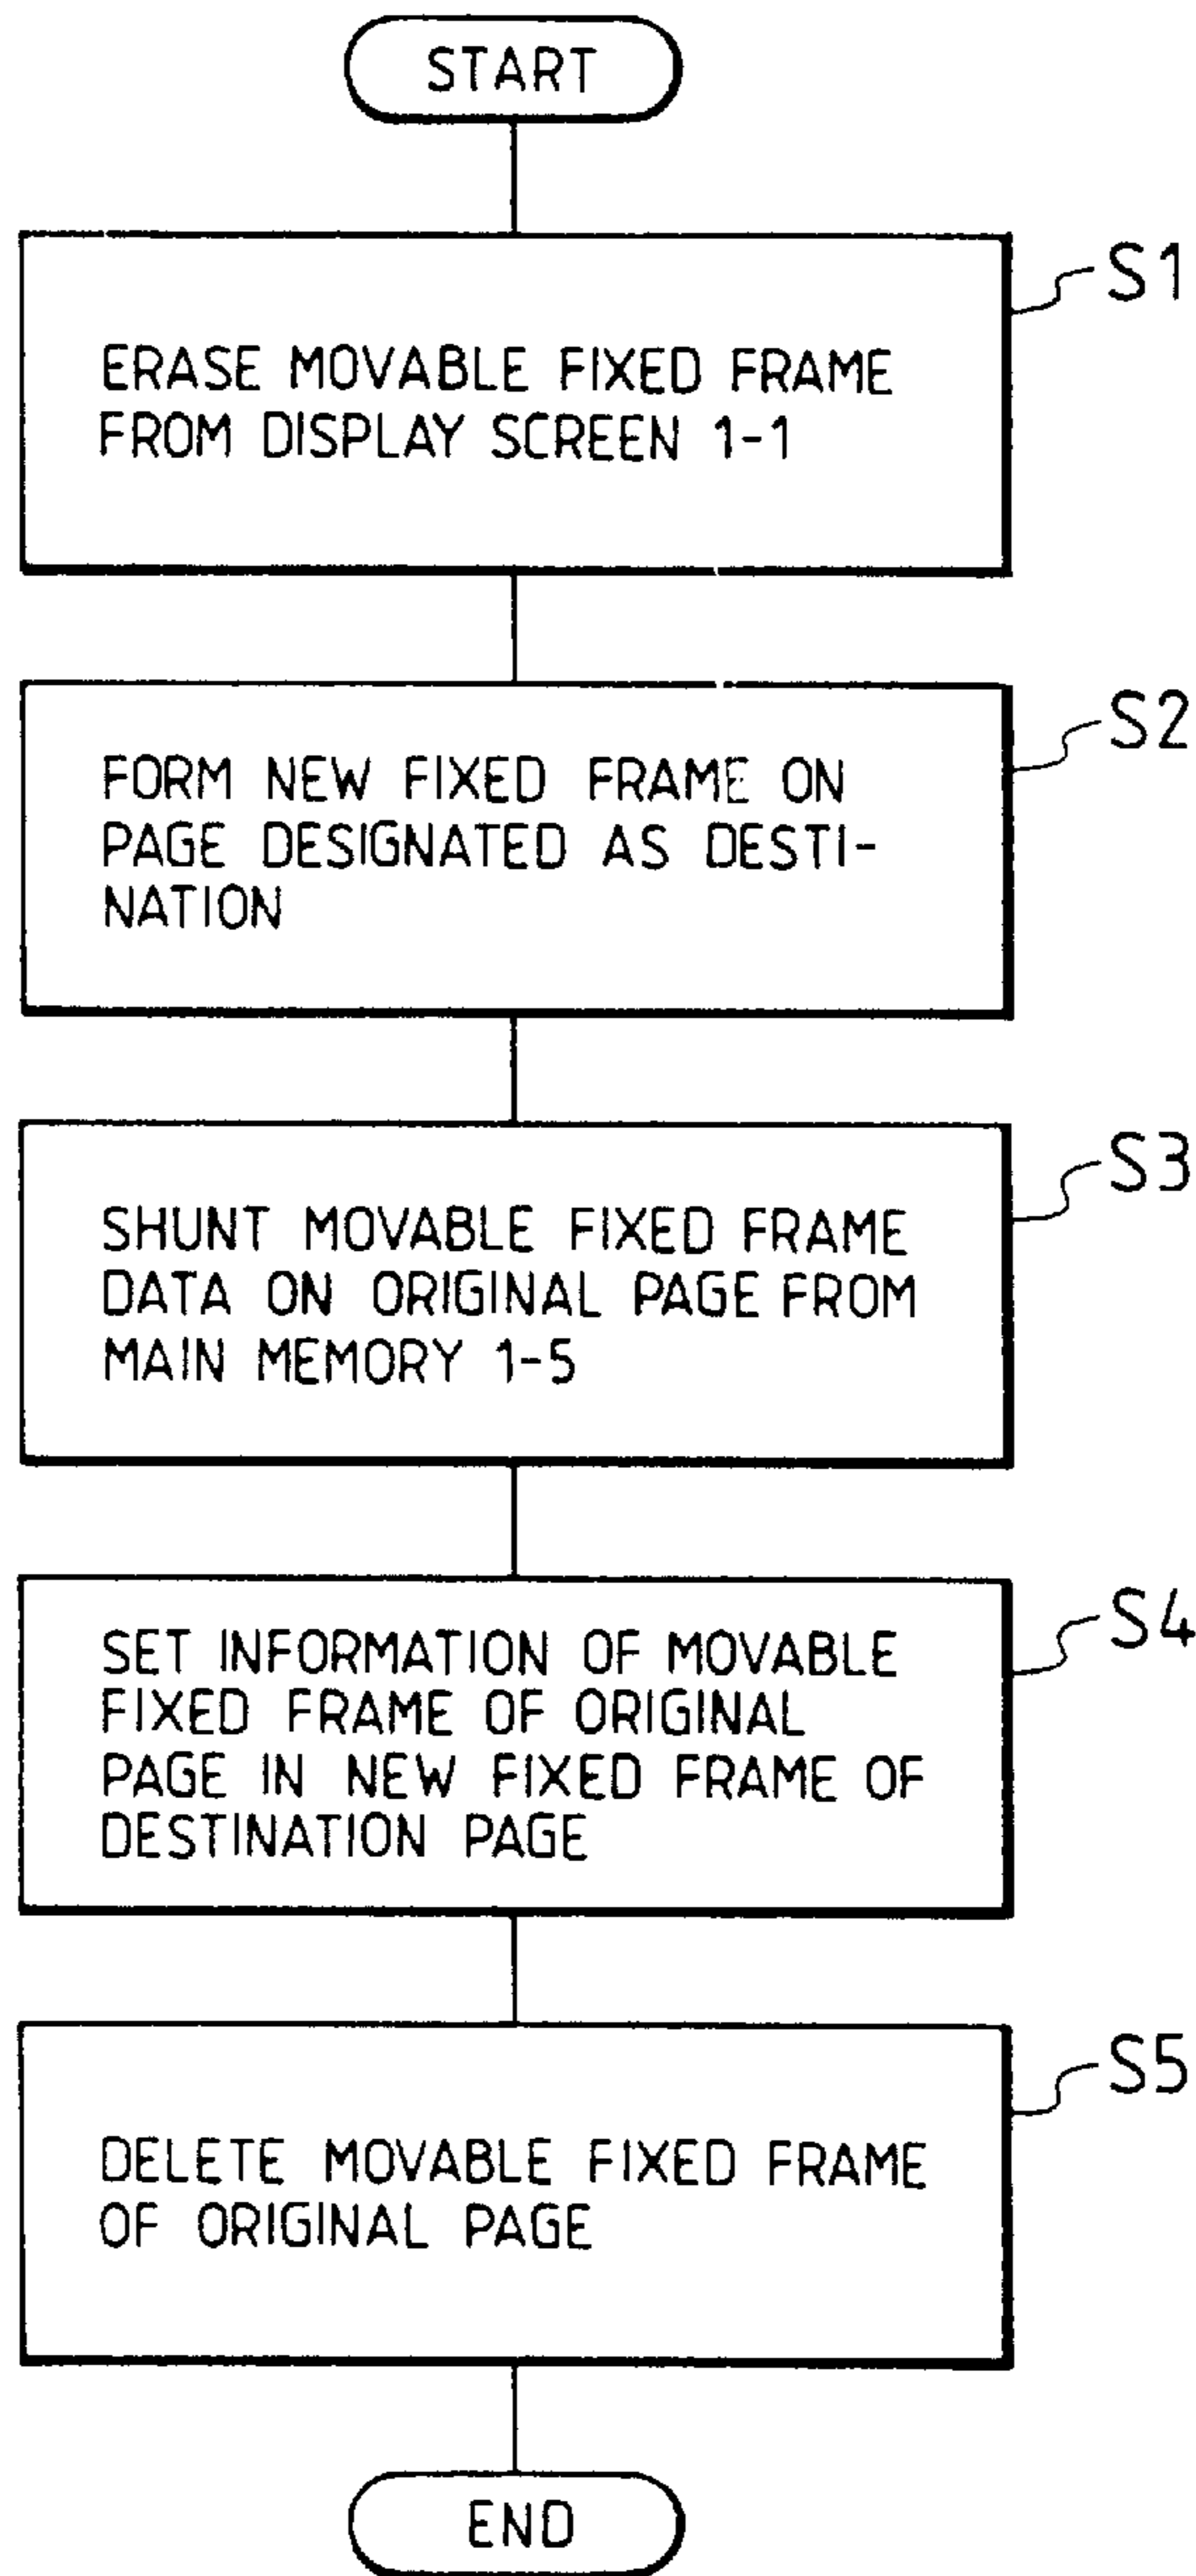 START
S1
ERASE MOVABLE FIXED FRAME
FROM DISPLAY SCREEN 1-1
S2
FORM NEW FIXED FRAME ON
PAGE DESIGNATED AS DESTI-
NATION
S3
SHUNT MOVABLE FIXED FRAME
DATA ON ORIGINAL PAGE FROM
MAIN MEMORY 1-5
S4
SET INFORMATION OF MOVABLE
FIXED FRAME OF ORIGINAL
PAGE IN NEW FIXED FRAME OF
DESTINATION PAGE
S5
DELETE MOVABLE FIXED FRAME
OF ORIGINAL PAGE
END